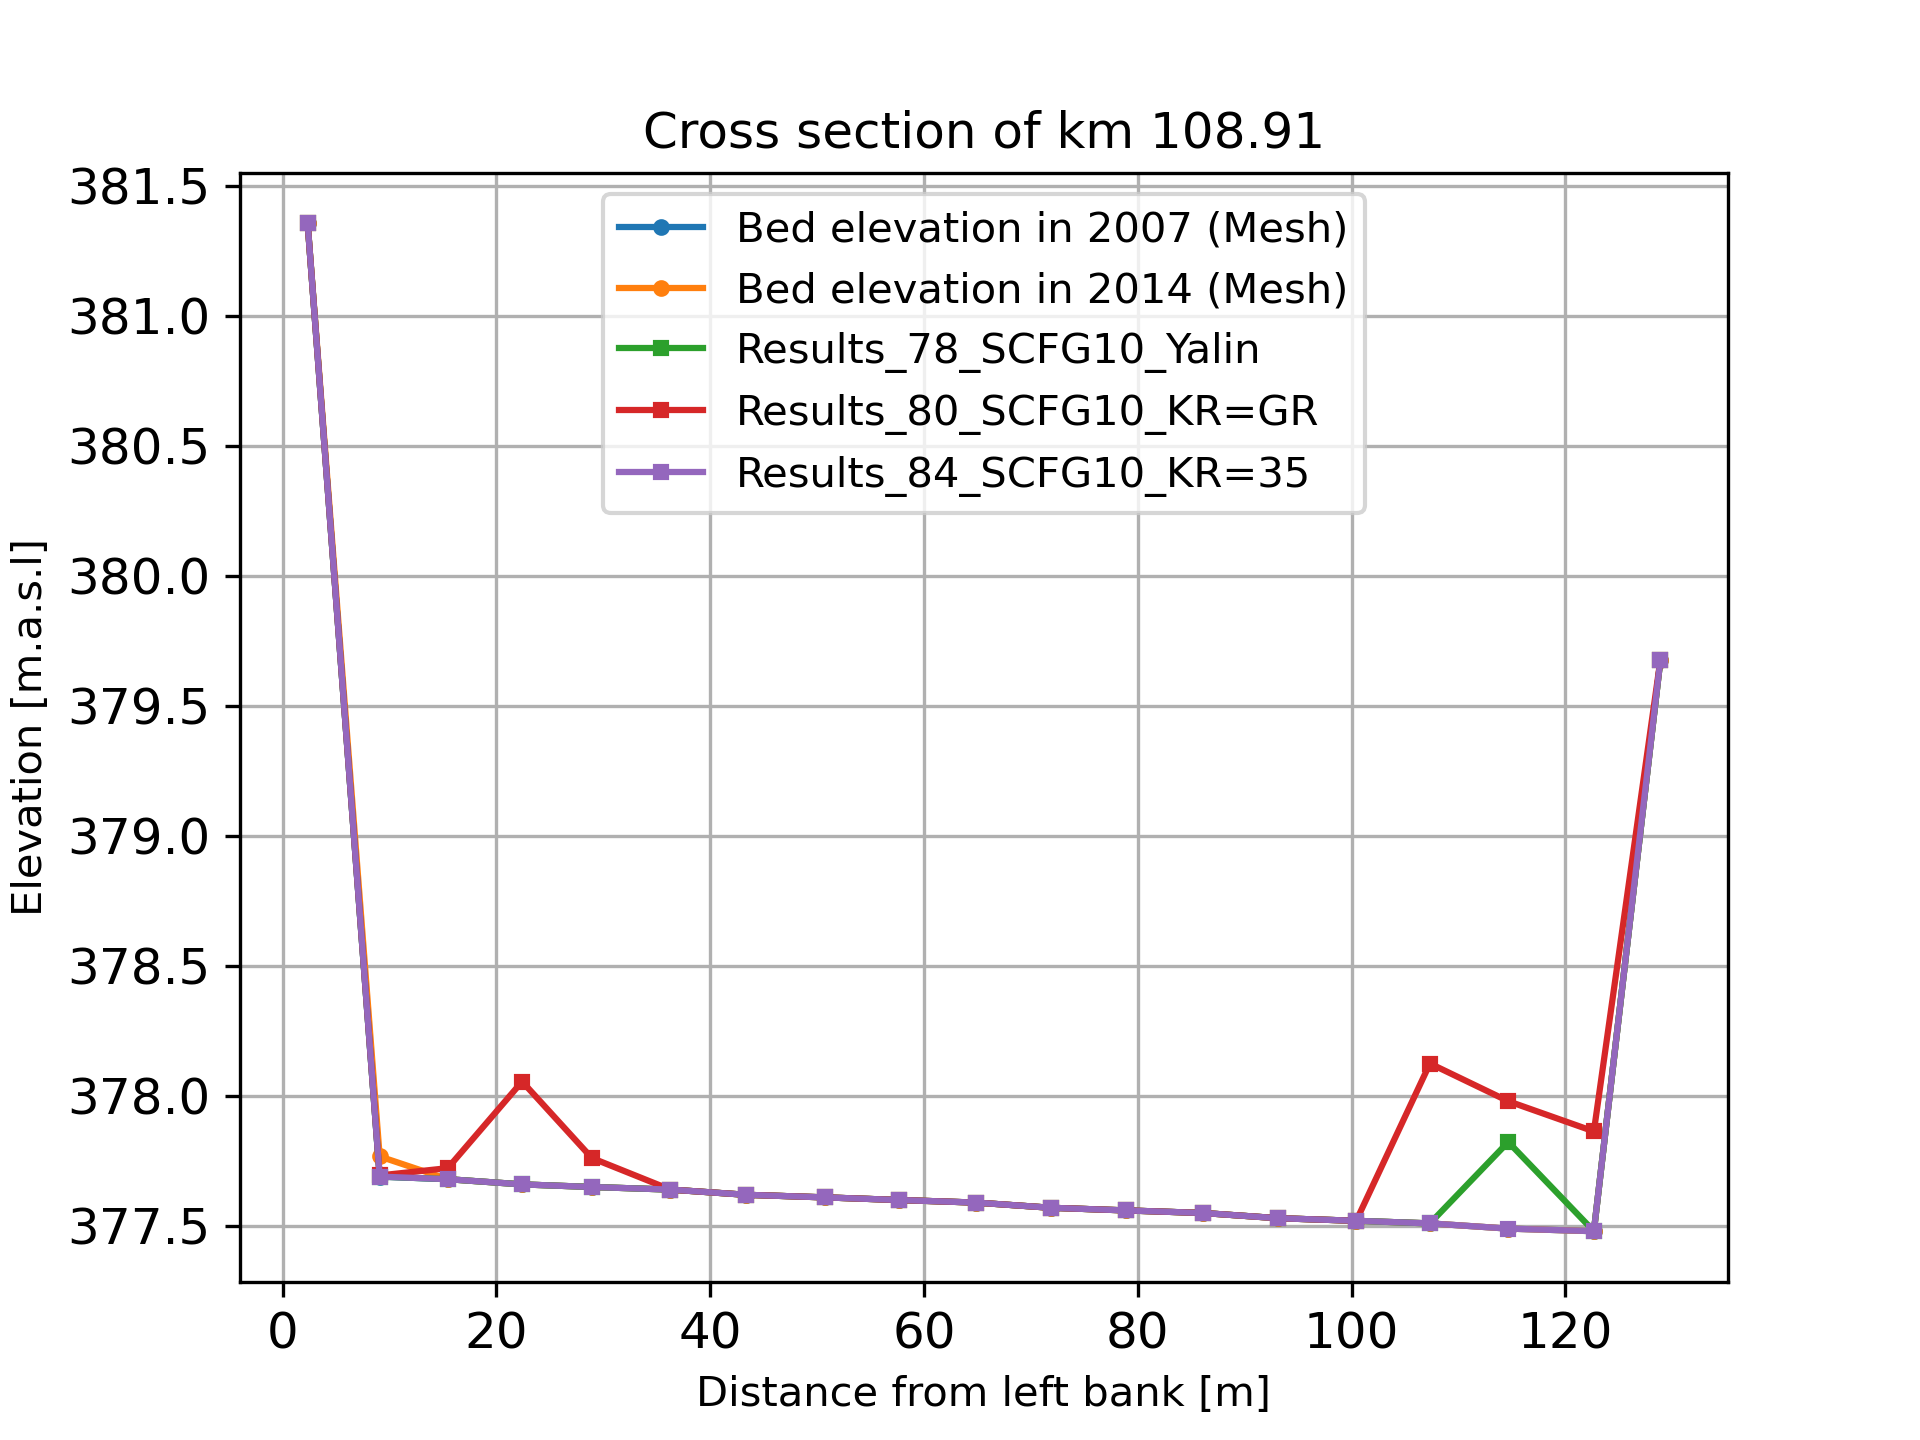 Cross section of km 108.91
381.5
381.0
380.5
380.0
379.5
379.0
378.5
378.0
377.5
Elevation [m.a.s.l]
Bed elevation in 2007 (Mesh)
Bed elevation in 2014 (Mesh)
Results_78_SCFG10_Yalin
Results_80_SCFG10_KR=GR
Results_84_SCFG10_KR=35
0 20 40 60 80 100 120
Distance from left bank [m]